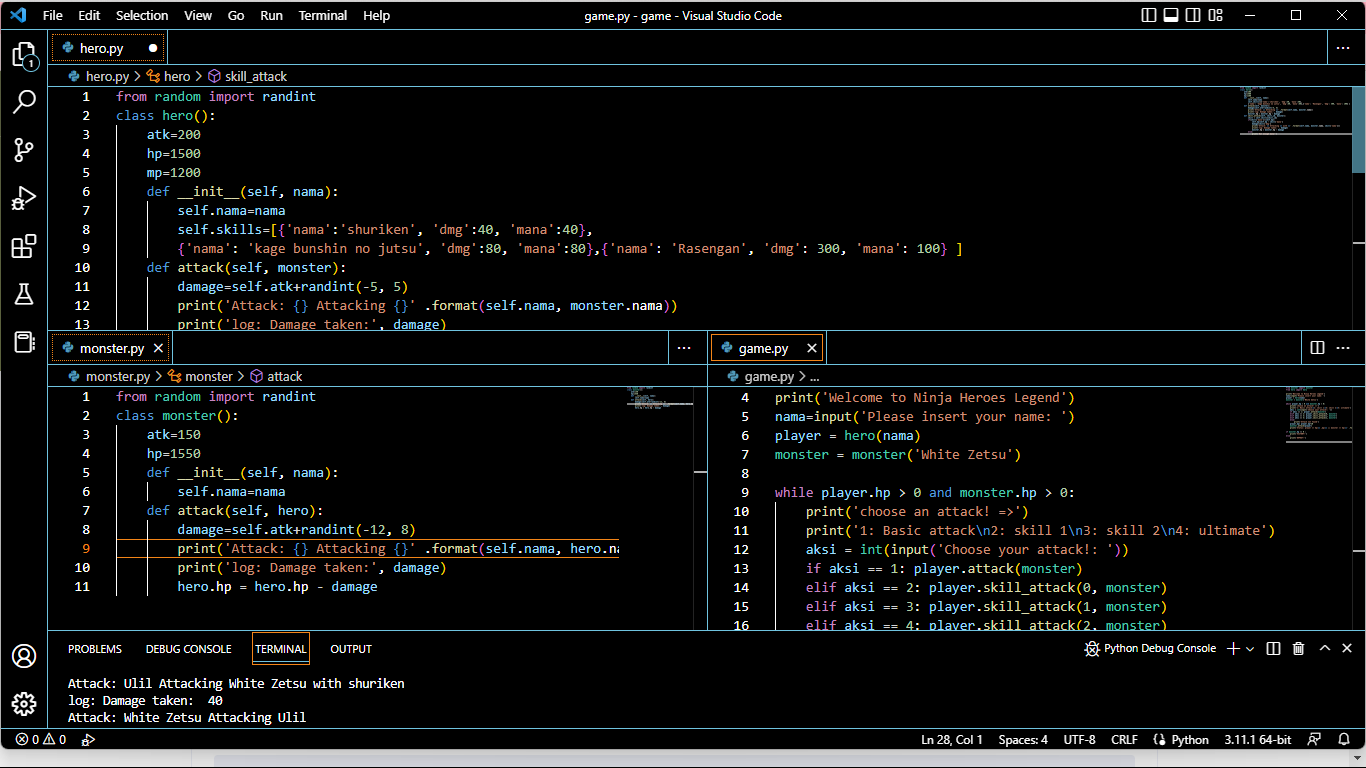 File Edit Selection View Go Run Terminal Help game.py - game - Visual Studio Code
1
hero.py
hero.py > hero > skill_attack
1 from random import randint
2 class hero():
3 atk=200
4 hp=1500
5 mp=1200
6 def __init__(self, nama):
7 self.nama=nama
8 self.skills=[{'nama':'shuriken', 'dmg':40, 'mana':40},
9 {'nama': 'kage bunshin no jutsu', 'dmg':80, 'mana':80},{'nama': 'Rasengan', 'dmg': 300, 'mana': 100} ]
10 def attack(self, monster):
11 damage=self.atk+randint(-5, 5)
12 print('Attack: {} Attacking {}' .format(self.nama, monster.nama))
13 print('log: Damage taken:', damage)
monster.py
monster.py > monster > attack
1 from random import randint
2 class monster():
3 atk=150
4 hp=1550
5 def __init__(self, nama):
6 self.nama=nama
7 def attack(self, hero):
8 damage=self.atk+randint(-12, 8)
9 print('Attack: {} Attacking {}' .format(self.nama, hero.na
10 print('log: Damage taken:', damage)
11 hero.hp = hero.hp - damage
game.py
game.py > ...
4 print('Welcome to Ninja Heroes Legend')
5 nama=input('Please insert your name: ')
6 player = hero(nama)
7 monster = monster('White Zetsu')
8
9 while player.hp > 0 and monster.hp > 0:
10 print('choose an attack! =>')
11 print('1: Basic attack\n2: skill 1\n3: skill 2\n4: ultimate')
12 aksi = int(input('Choose your attack!: '))
13 if aksi == 1: player.attack(monster)
14 elif aksi == 2: player.skill_attack(0, monster)
15 elif aksi == 3: player.skill_attack(1, monster)
16 elif aksi == 4: player.skill_attack(2, monster)
PROBLEMS DEBUG CONSOLE TERMINAL OUTPUT Python Debug Console
Attack: Ulil Attacking White Zetsu with shuriken
log: Damage taken:  40
Attack: White Zetsu Attacking Ulil
0 0 Ln 28, Col 1 Spaces: 4 UTF-8 CRLF Python 3.11.1 64-bit